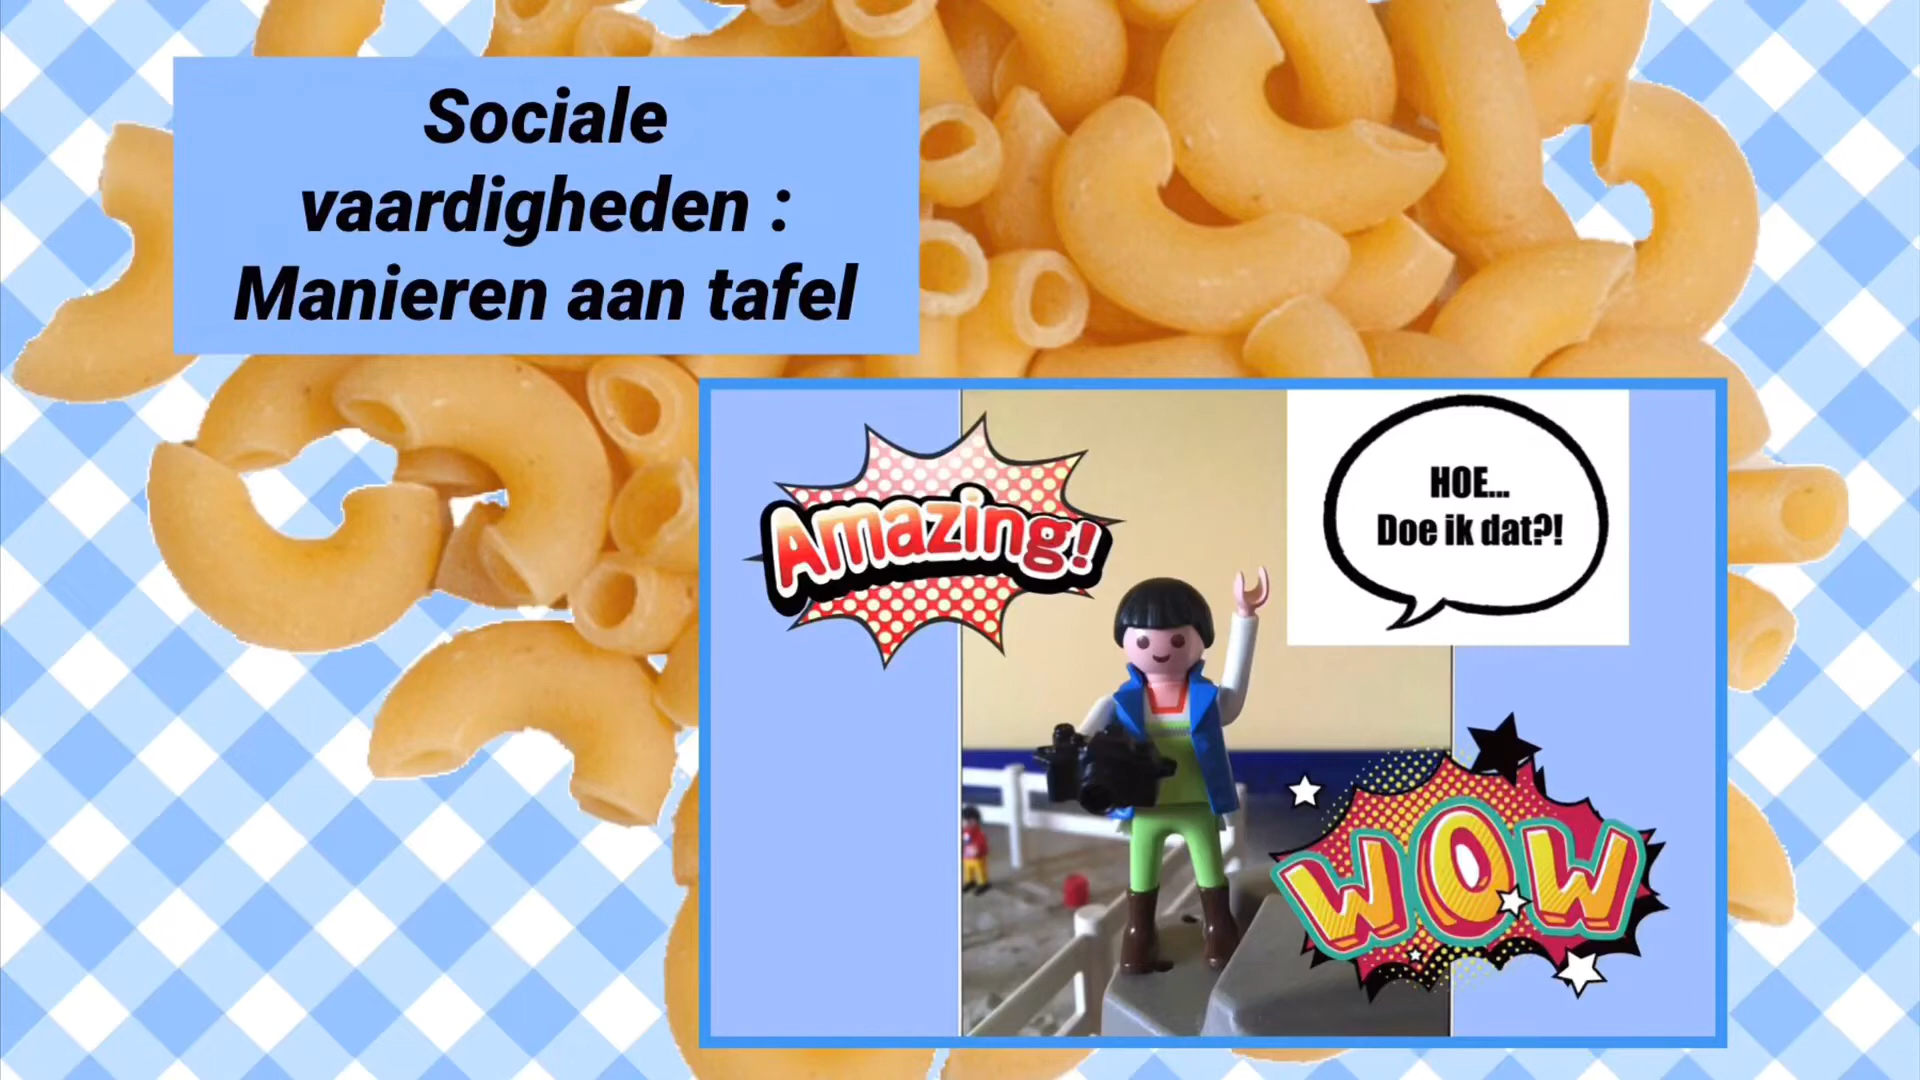 Sociale
vaardigheden :
Manieren aan tafel
Amazing!
HOE...
Doe ik dat?!
WOW